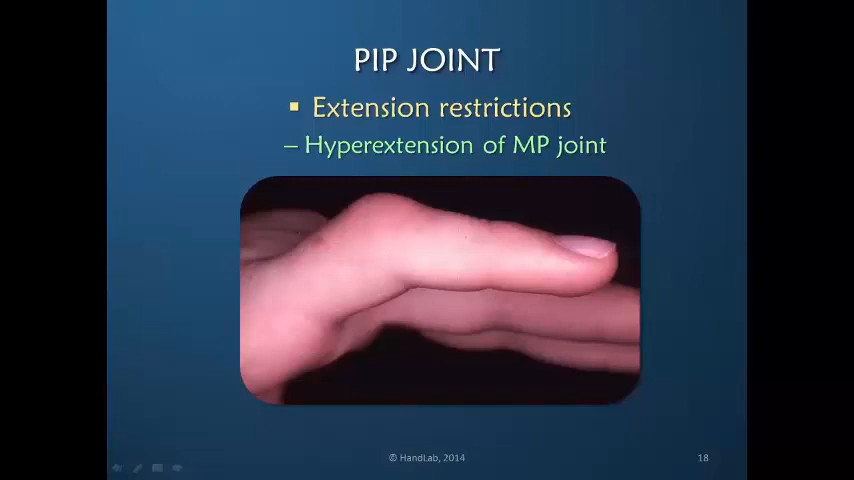 PIP JOINT
▪ Extension restrictions
– Hyperextension of MP joint
© HandLab, 2014
18